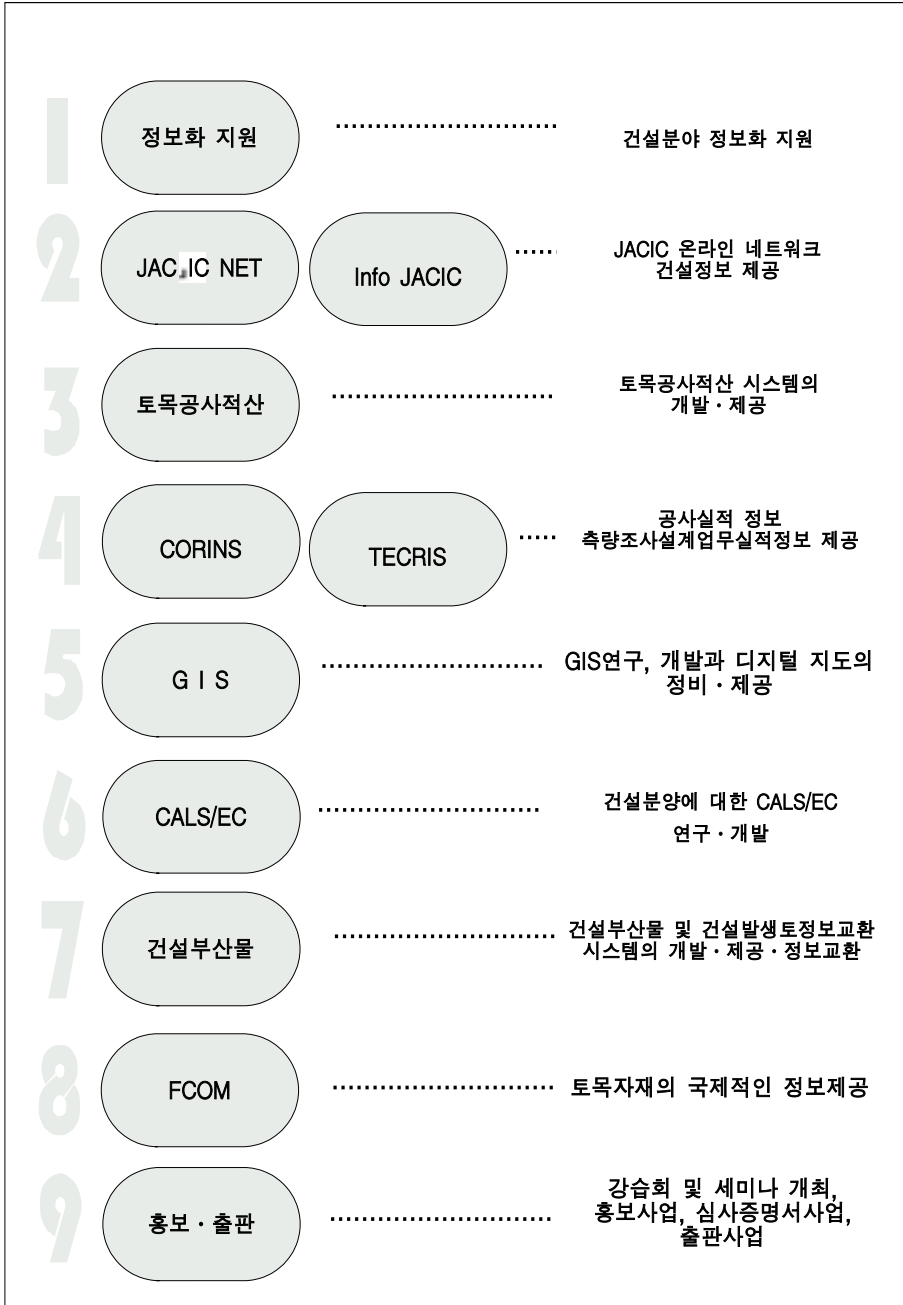 1
정보화 지원
건설분야 정보화 지원
2
JAC IC NET
Info JACIC
JACIC 온라인 네트워크
건설정보 제공
3
토목공사적산
토목공사적산 시스템의
개발·제공
4
CORINS
TECRIS
공사실적 정보
측량조사설계업무실적정보 제공
5
G I S
GIS연구, 개발과 디지털 지도의
정비·제공
6
CALS/EC
건설분양에 대한 CALS/EC
연구·개발
7
건설부산물
건설부산물 및 건설발생토정보교환
시스템의 개발·제공·정보교환
8
FCOM
토목자재의 국제적인 정보제공
9
홍보·출판
강습회 및 세미나 개최,
홍보사업, 심사증명서사업,
출판사업